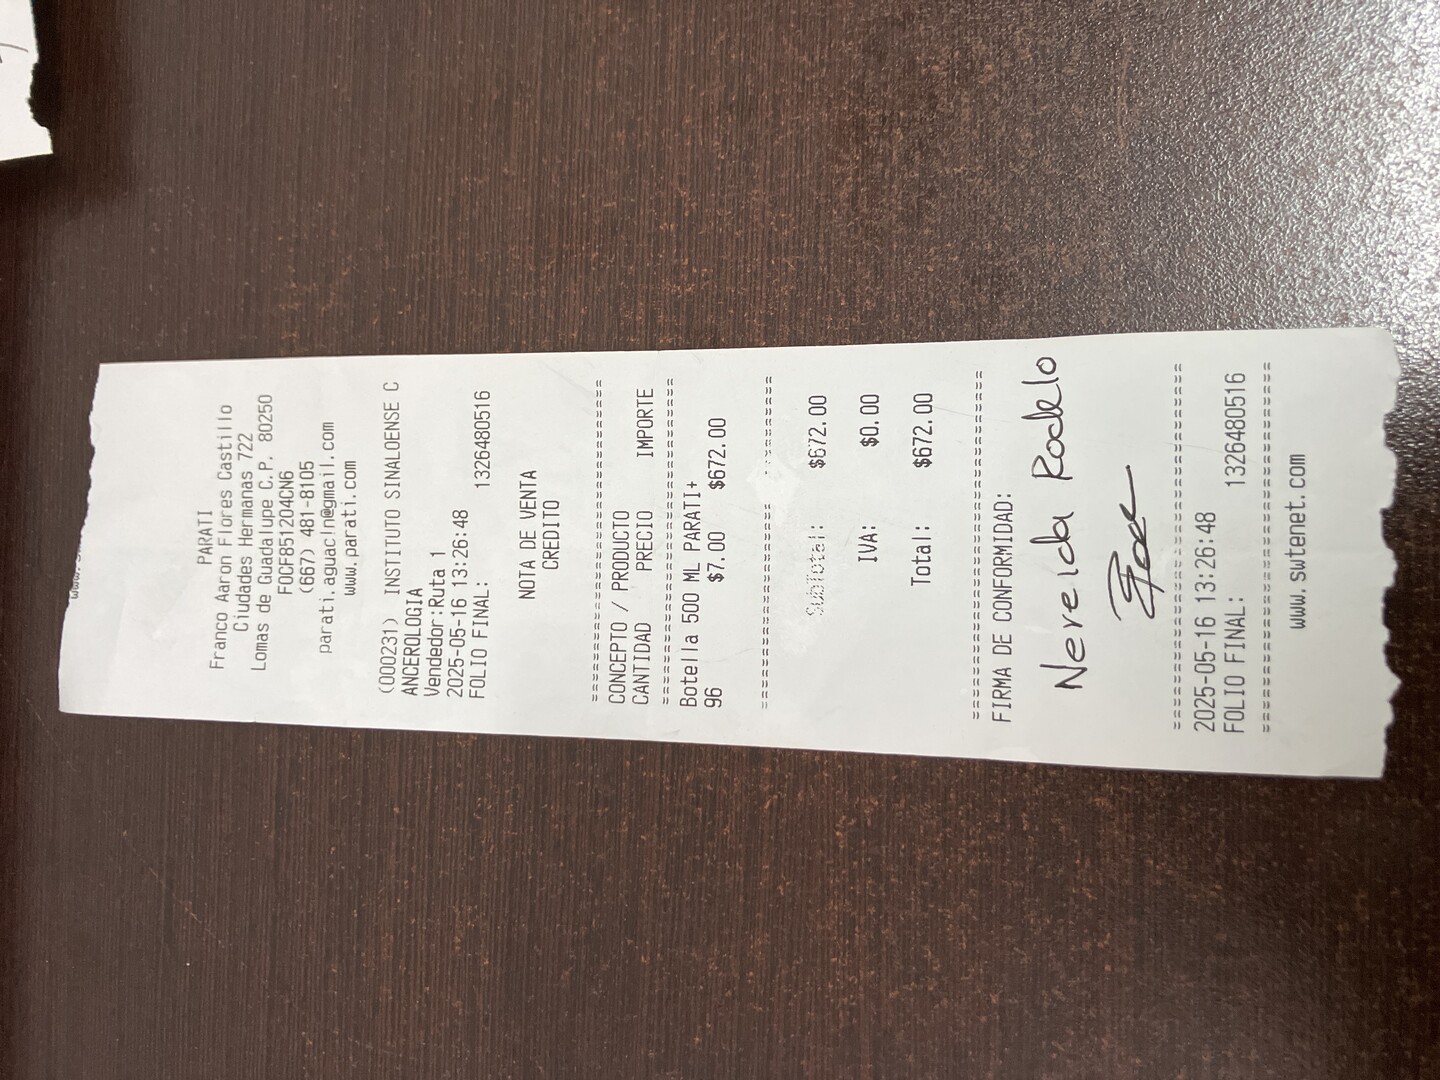 PARATI
Franco Aaron Flores Castillo
Ciudades Hermanas 722
Lomas de Guadalupe C.P. 80250
FOCF851204CN6
(667) 481-8105
parati.aguacln@gmail.com
www.parati.com
(000231) INSTITUTO SINALOENSE C
ANCEROLOGIA
Vendedor:Ruta 1
2025-05-16 13:26:48
FOLIO FINAL: 1326480516
NOTA DE VENTA
CREDITO
CONCEPTO / PRODUCTO
CANTIDAD PRECIO IMPORTE
Botella 500 ML PARATI+
96 $7.00 $672.00
SubTotal: $672.00
IVA: $0.00
Total: $672.00
FIRMA DE CONFORMIDAD:
Nereida Rodelo
2025-05-16 13:26:48
FOLIO FINAL: 1326480516
www.swtenet.com